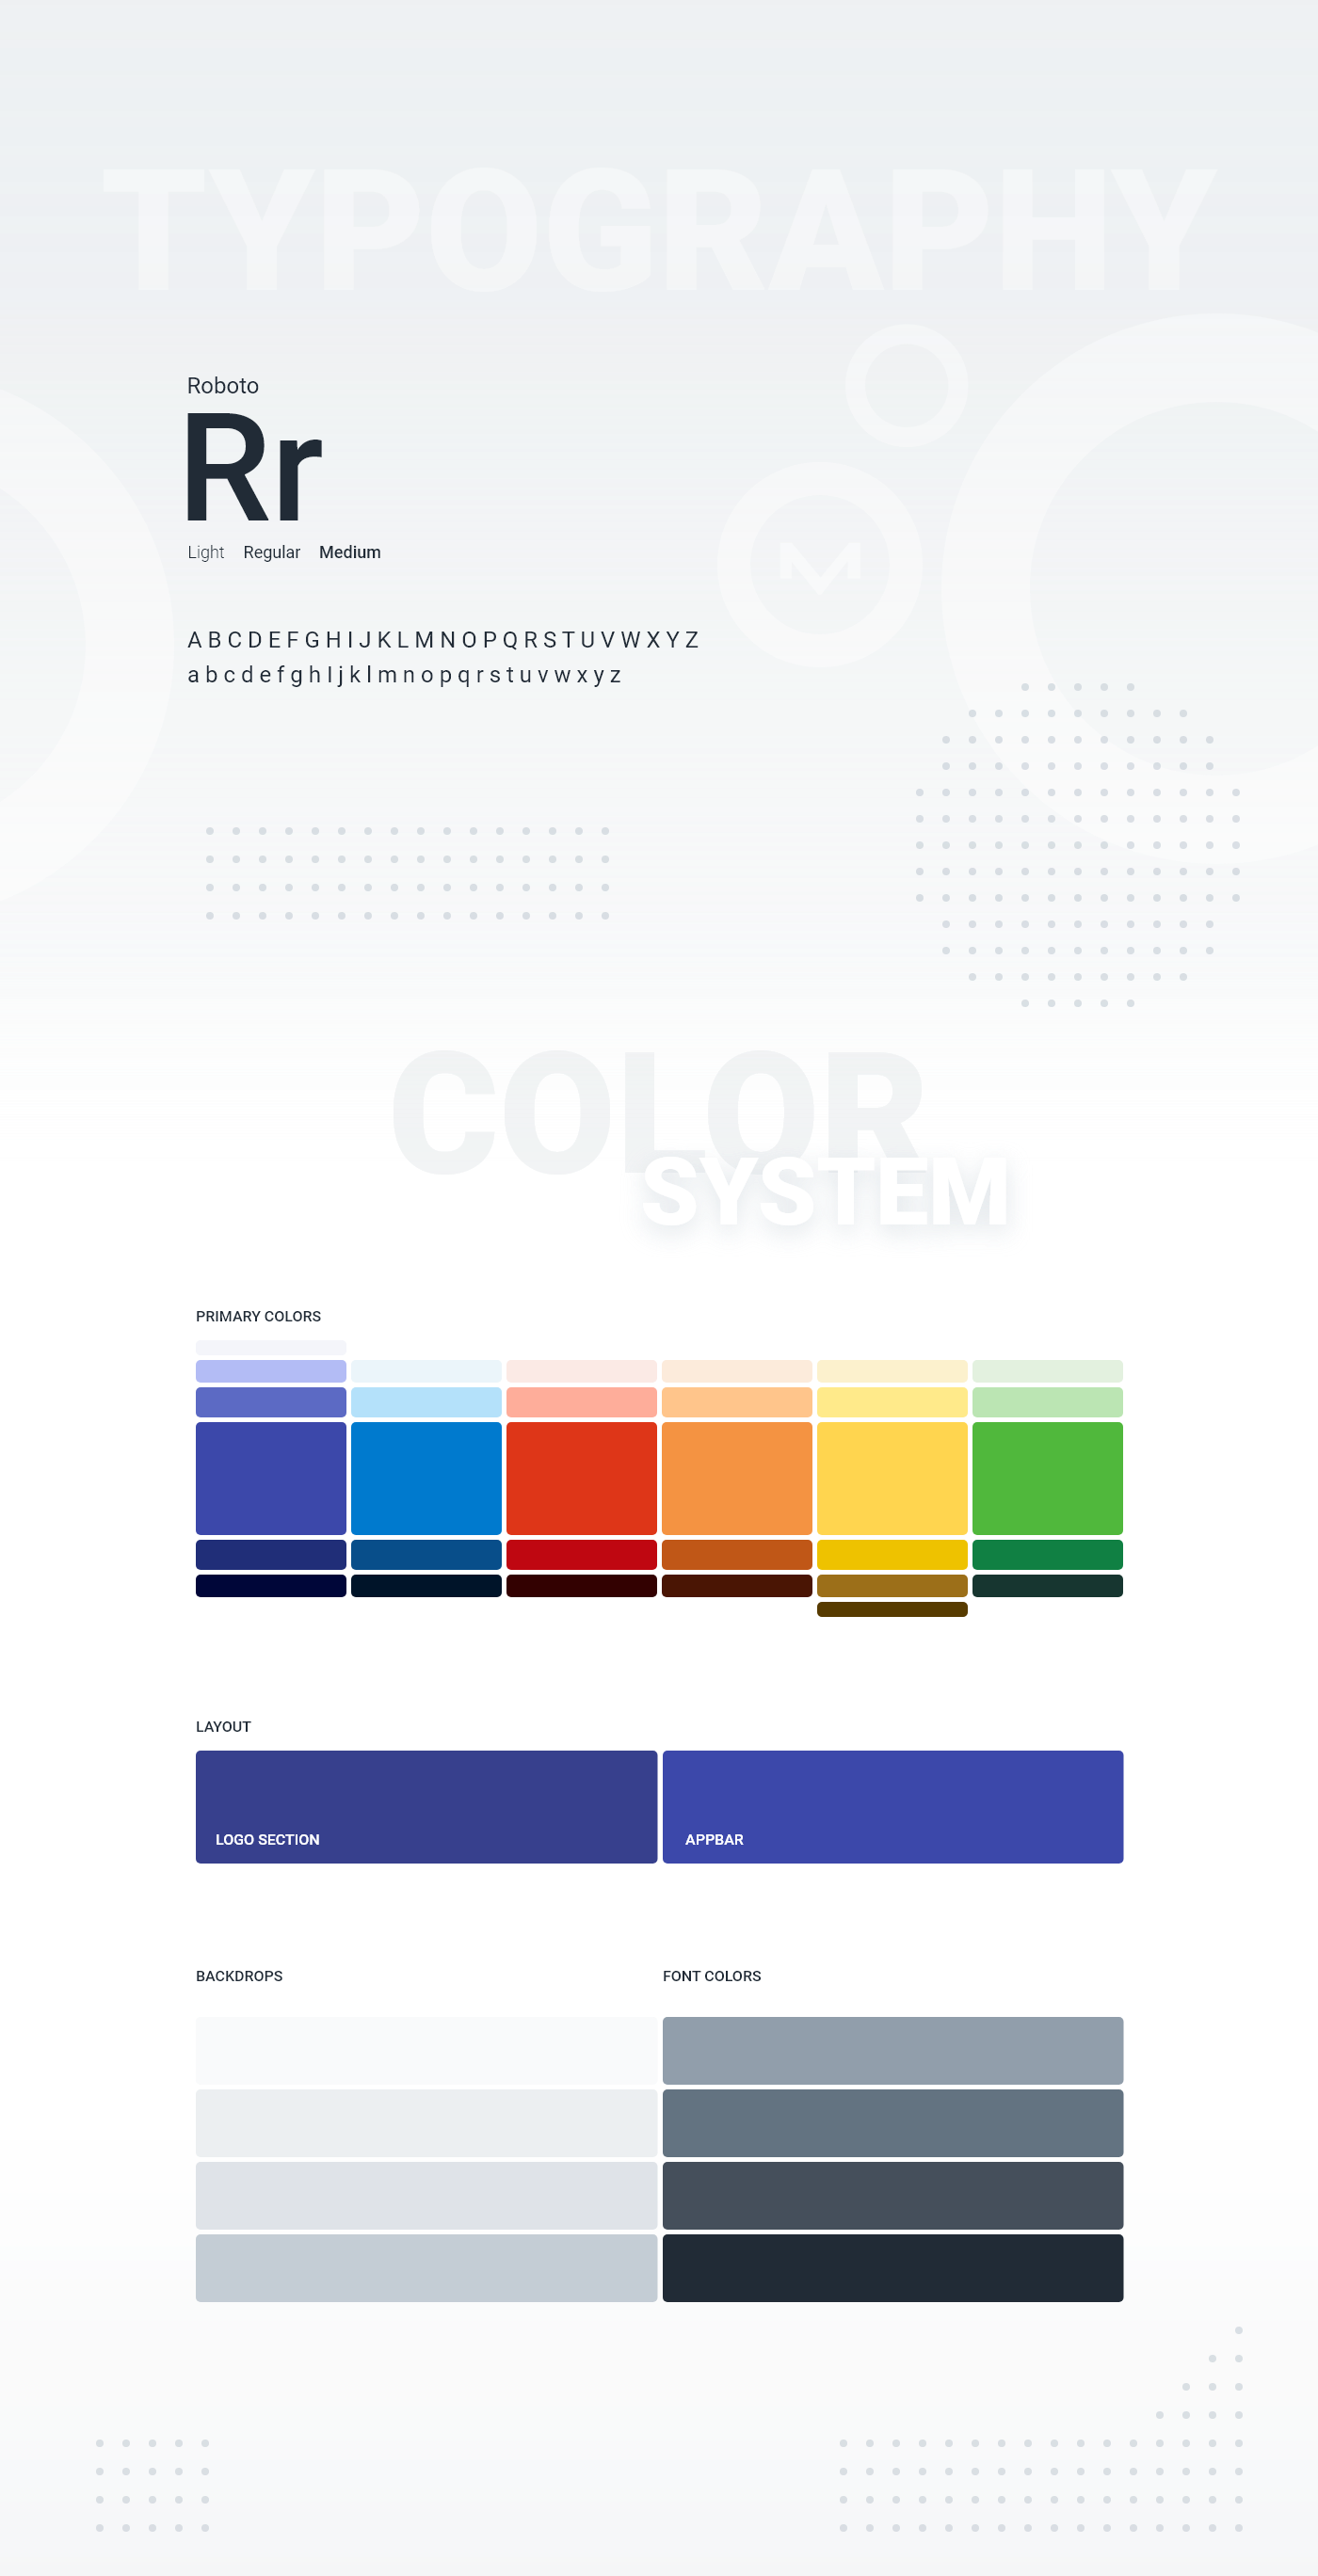 TYPOGRAPHY
Roboto
Rr
Light Regular Medium
A B C D E F G H I J K L M N O P Q R S T U V W X Y Z
a b c d e f g h I j k l m n o p q r s t u v w x y z
COLOR
SYSTEM
PRIMARY COLORS
LAYOUT
LOGO SECTION
APPBAR
BACKDROPS
FONT COLORS